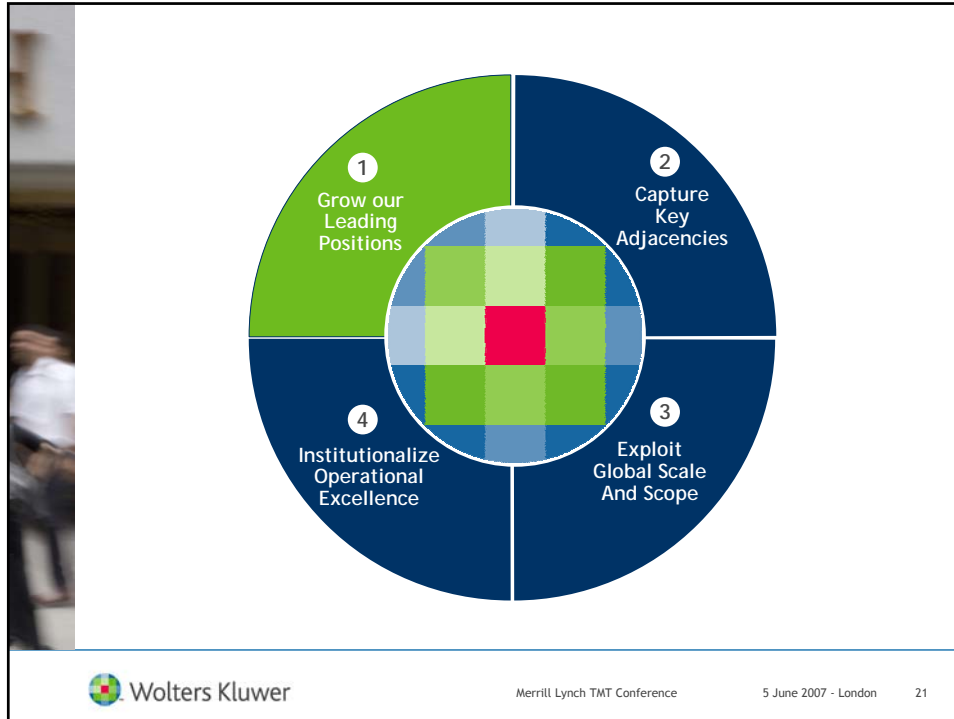 1
Grow our
Leading
Positions
2
Capture
Key
Adjacencies
3
Exploit
Global Scale
And Scope
4
Institutionalize
Operational
Excellence
Wolters Kluwer
Merrill Lynch TMT Conference
5 June 2007 - London
21